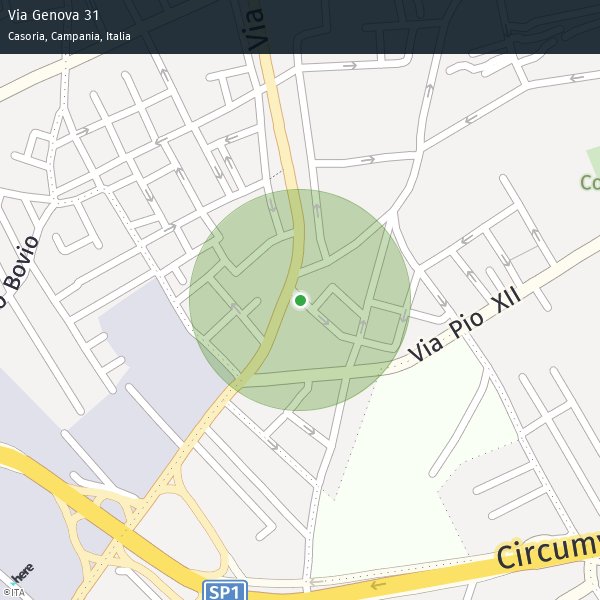 Via Genova 31
Casoria, Campania, Italia
Via
Co
Bovio
Via Pio XII
Circumv
SP1
here
©ITA